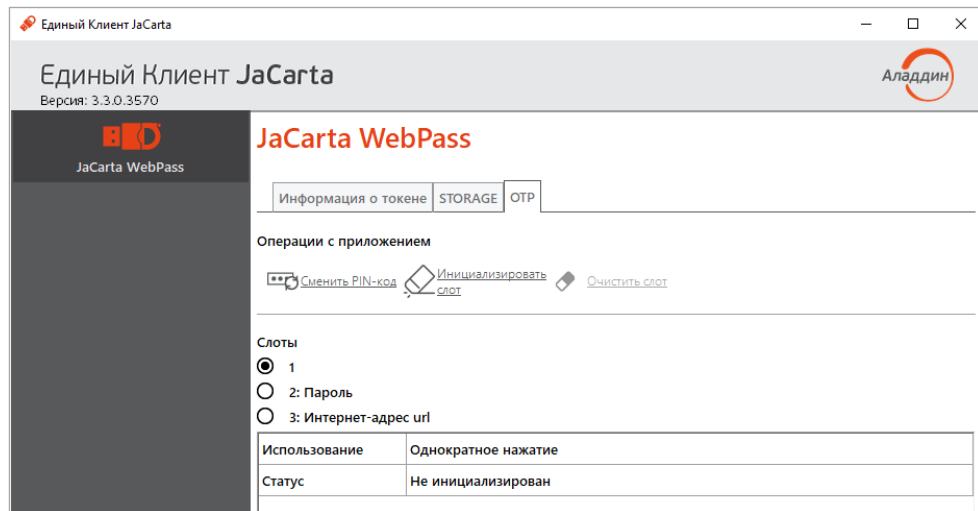 Единый Клиент JaCarta
Единый Клиент JaCarta
Аладдин
Версия: 3.3.0.3570
JaCarta WebPass
JaCarta WebPass
Информация о токене STORAGE OTP
Операции с приложением
Сменить PIN-код Инициализировать
слот Очистить слот
Слоты
1
2: Пароль
3: Интернет-адрес url
Использование Однократное нажатие
Статус Не инициализирован